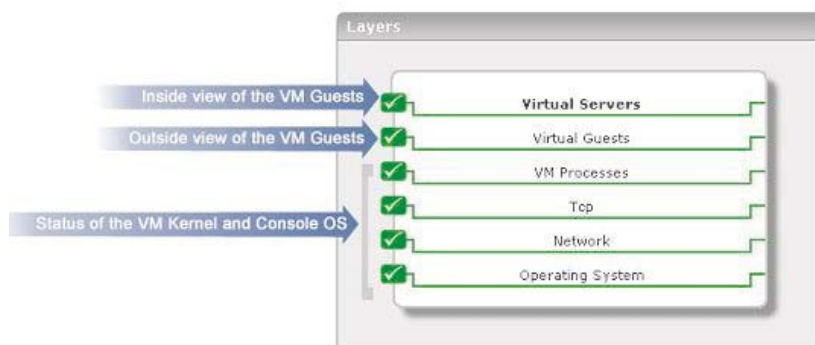 Layers
Inside view of the VM Guests
Virtual Servers
Outside view of the VM Guests
Virtual Guests
VM Processes
Status of the VM Kernel and Console OS
Tcp
Network
Operating System